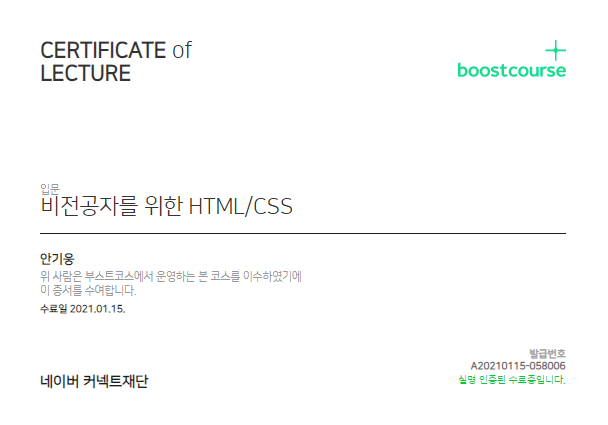 CERTIFICATE of
LECTURE
boostcourse
입문
비전공자를 위한 HTML/CSS
안기웅
위 사람은 부스트코스에서 운영하는 본 코스를 이수하였기에
이 증서를 수여합니다.
수료일 2021.01.15.
발급번호
A20210115-058006
실명 인증된 수료증입니다.
네이버 커넥트재단